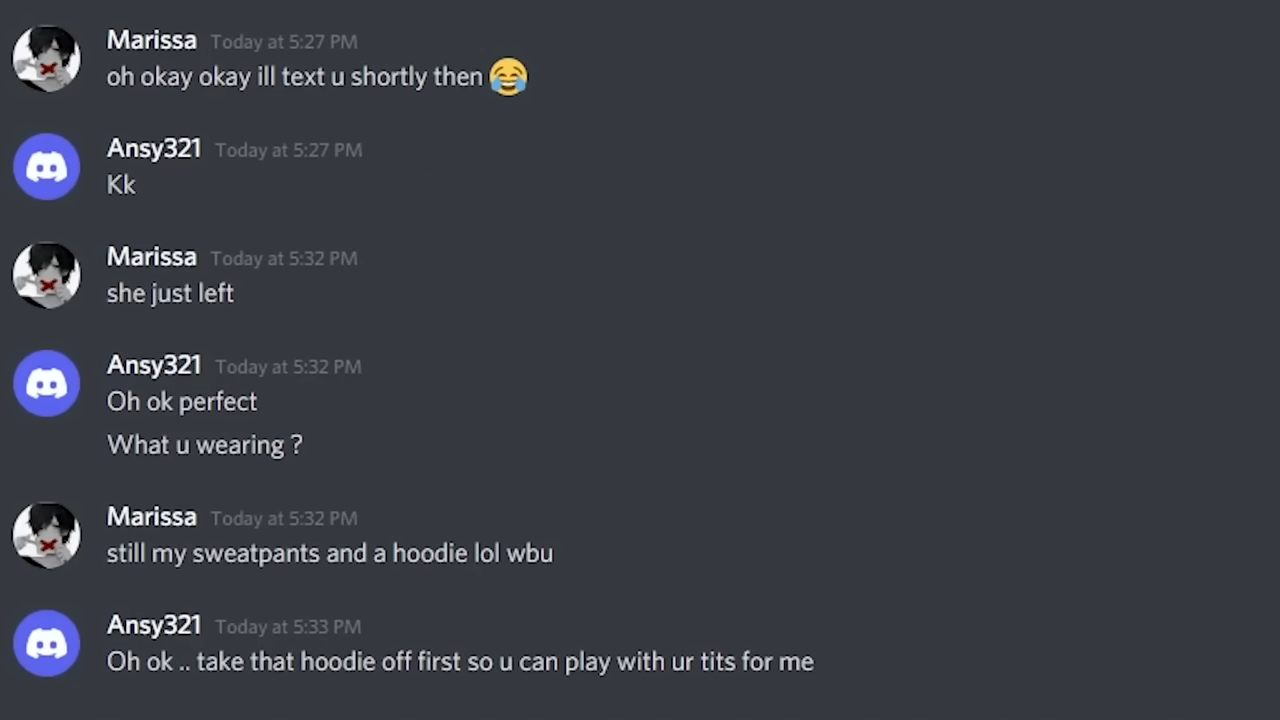 Marissa Today at 5:27 PM
oh okay okay ill text u shortly then 😂
Ansy321 Today at 5:27 PM
Kk
Marissa Today at 5:32 PM
she just left
Ansy321 Today at 5:32 PM
Oh ok perfect
What u wearing ?
Marissa Today at 5:32 PM
still my sweatpants and a hoodie lol wbu
Ansy321 Today at 5:33 PM
Oh ok .. take that hoodie off first so u can play with ur tits for me